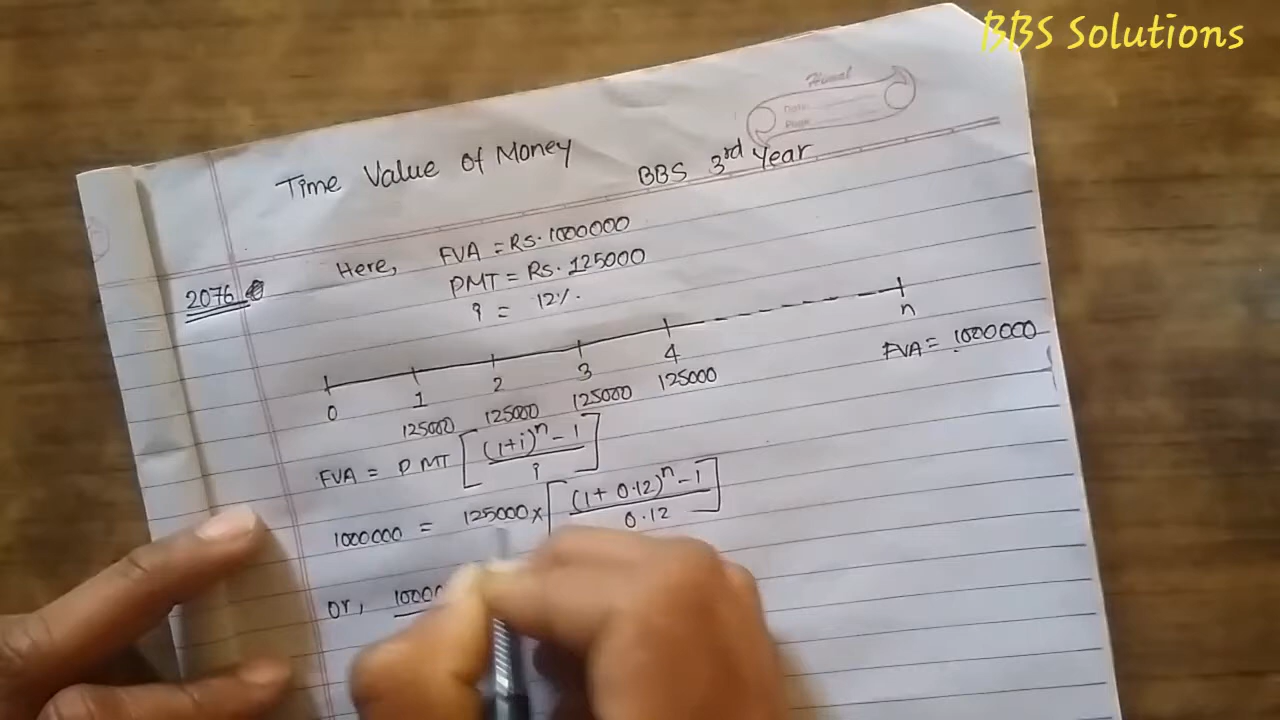 BBS Solutions
Time Value of Money
BBS 3rd Year
2076
Here, FVA = Rs. 1000000
PMT = Rs. 125000
i = 12%.
0 1 2 3 4 n
125000 125000 125000 125000 FVA = 1000000
FVA = PMT [ (1+i)^n - 1 / i ]
1000000 = 125000 x [ (1 + 0.12)^n - 1 / 0.12 ]
or,